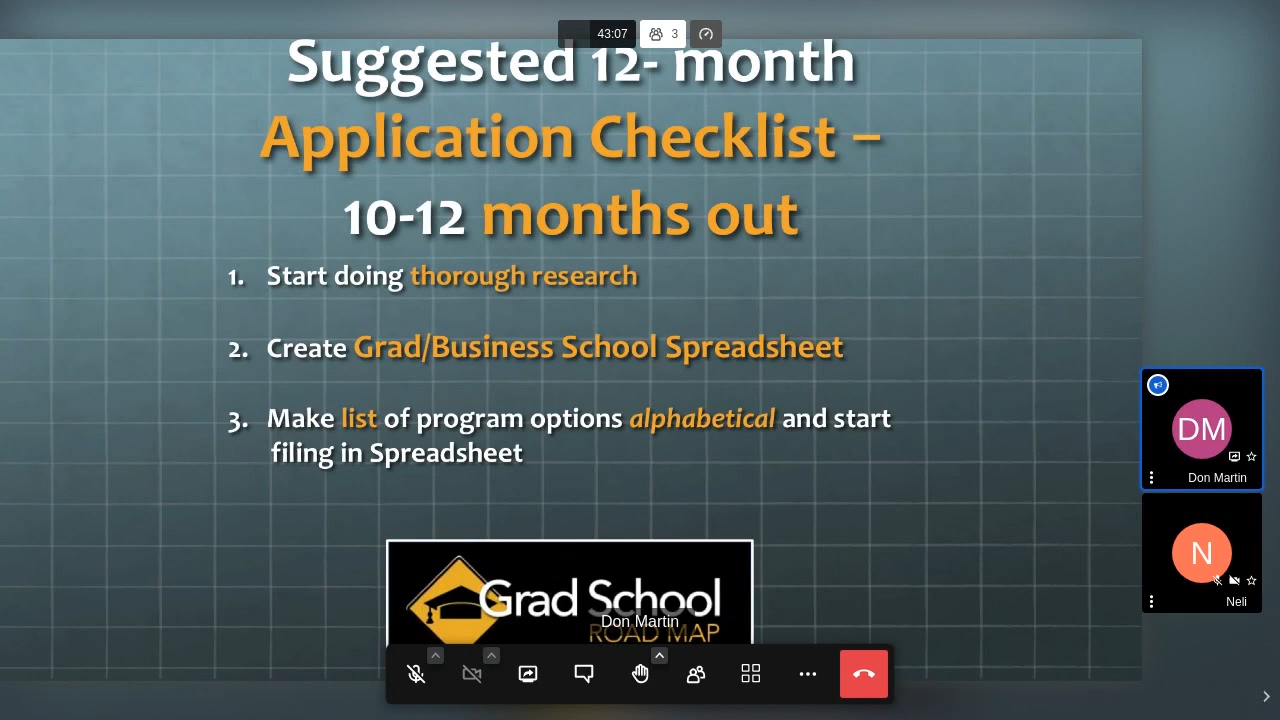 43:07
3
Suggested 12- month
Application Checklist –
10-12 months out
1. Start doing thorough research
2. Create Grad/Business School Spreadsheet
3. Make list of program options alphabetical and start
filing in Spreadsheet
DM
Don Martin
N
Neli
Grad School
Don Martin
ROAD MAP